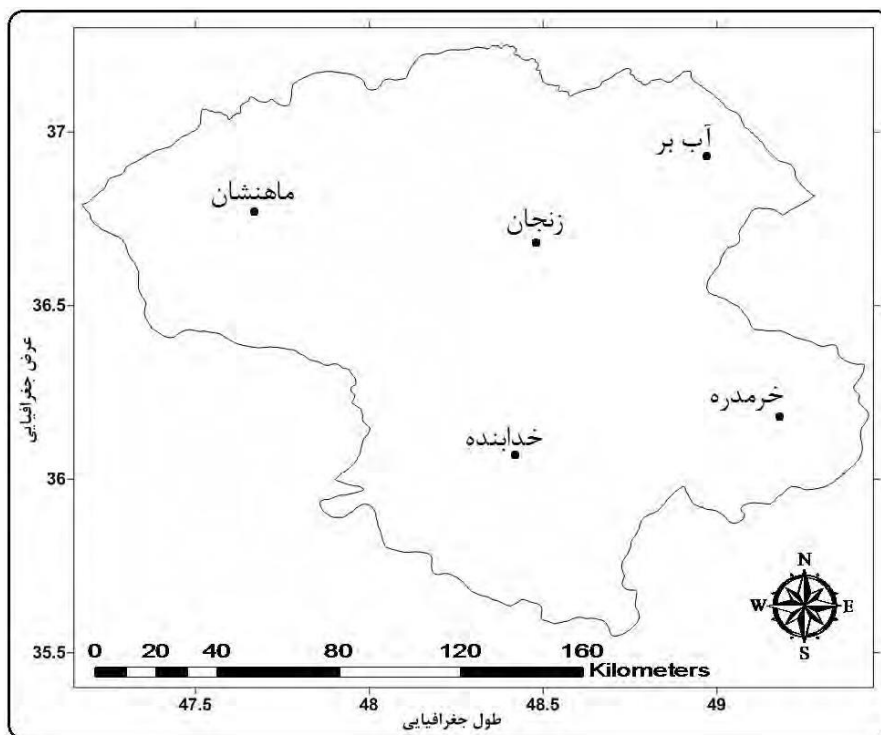 37
آب بر
ماهنشان
زنجان
36.5
عرض جغرافیایی
خرمدره
خدابنده
36
N
W E
S
35.5
0 20 40 80 120 160
Kilometers
47.5 48 48.5 49
طول جغرافیایی